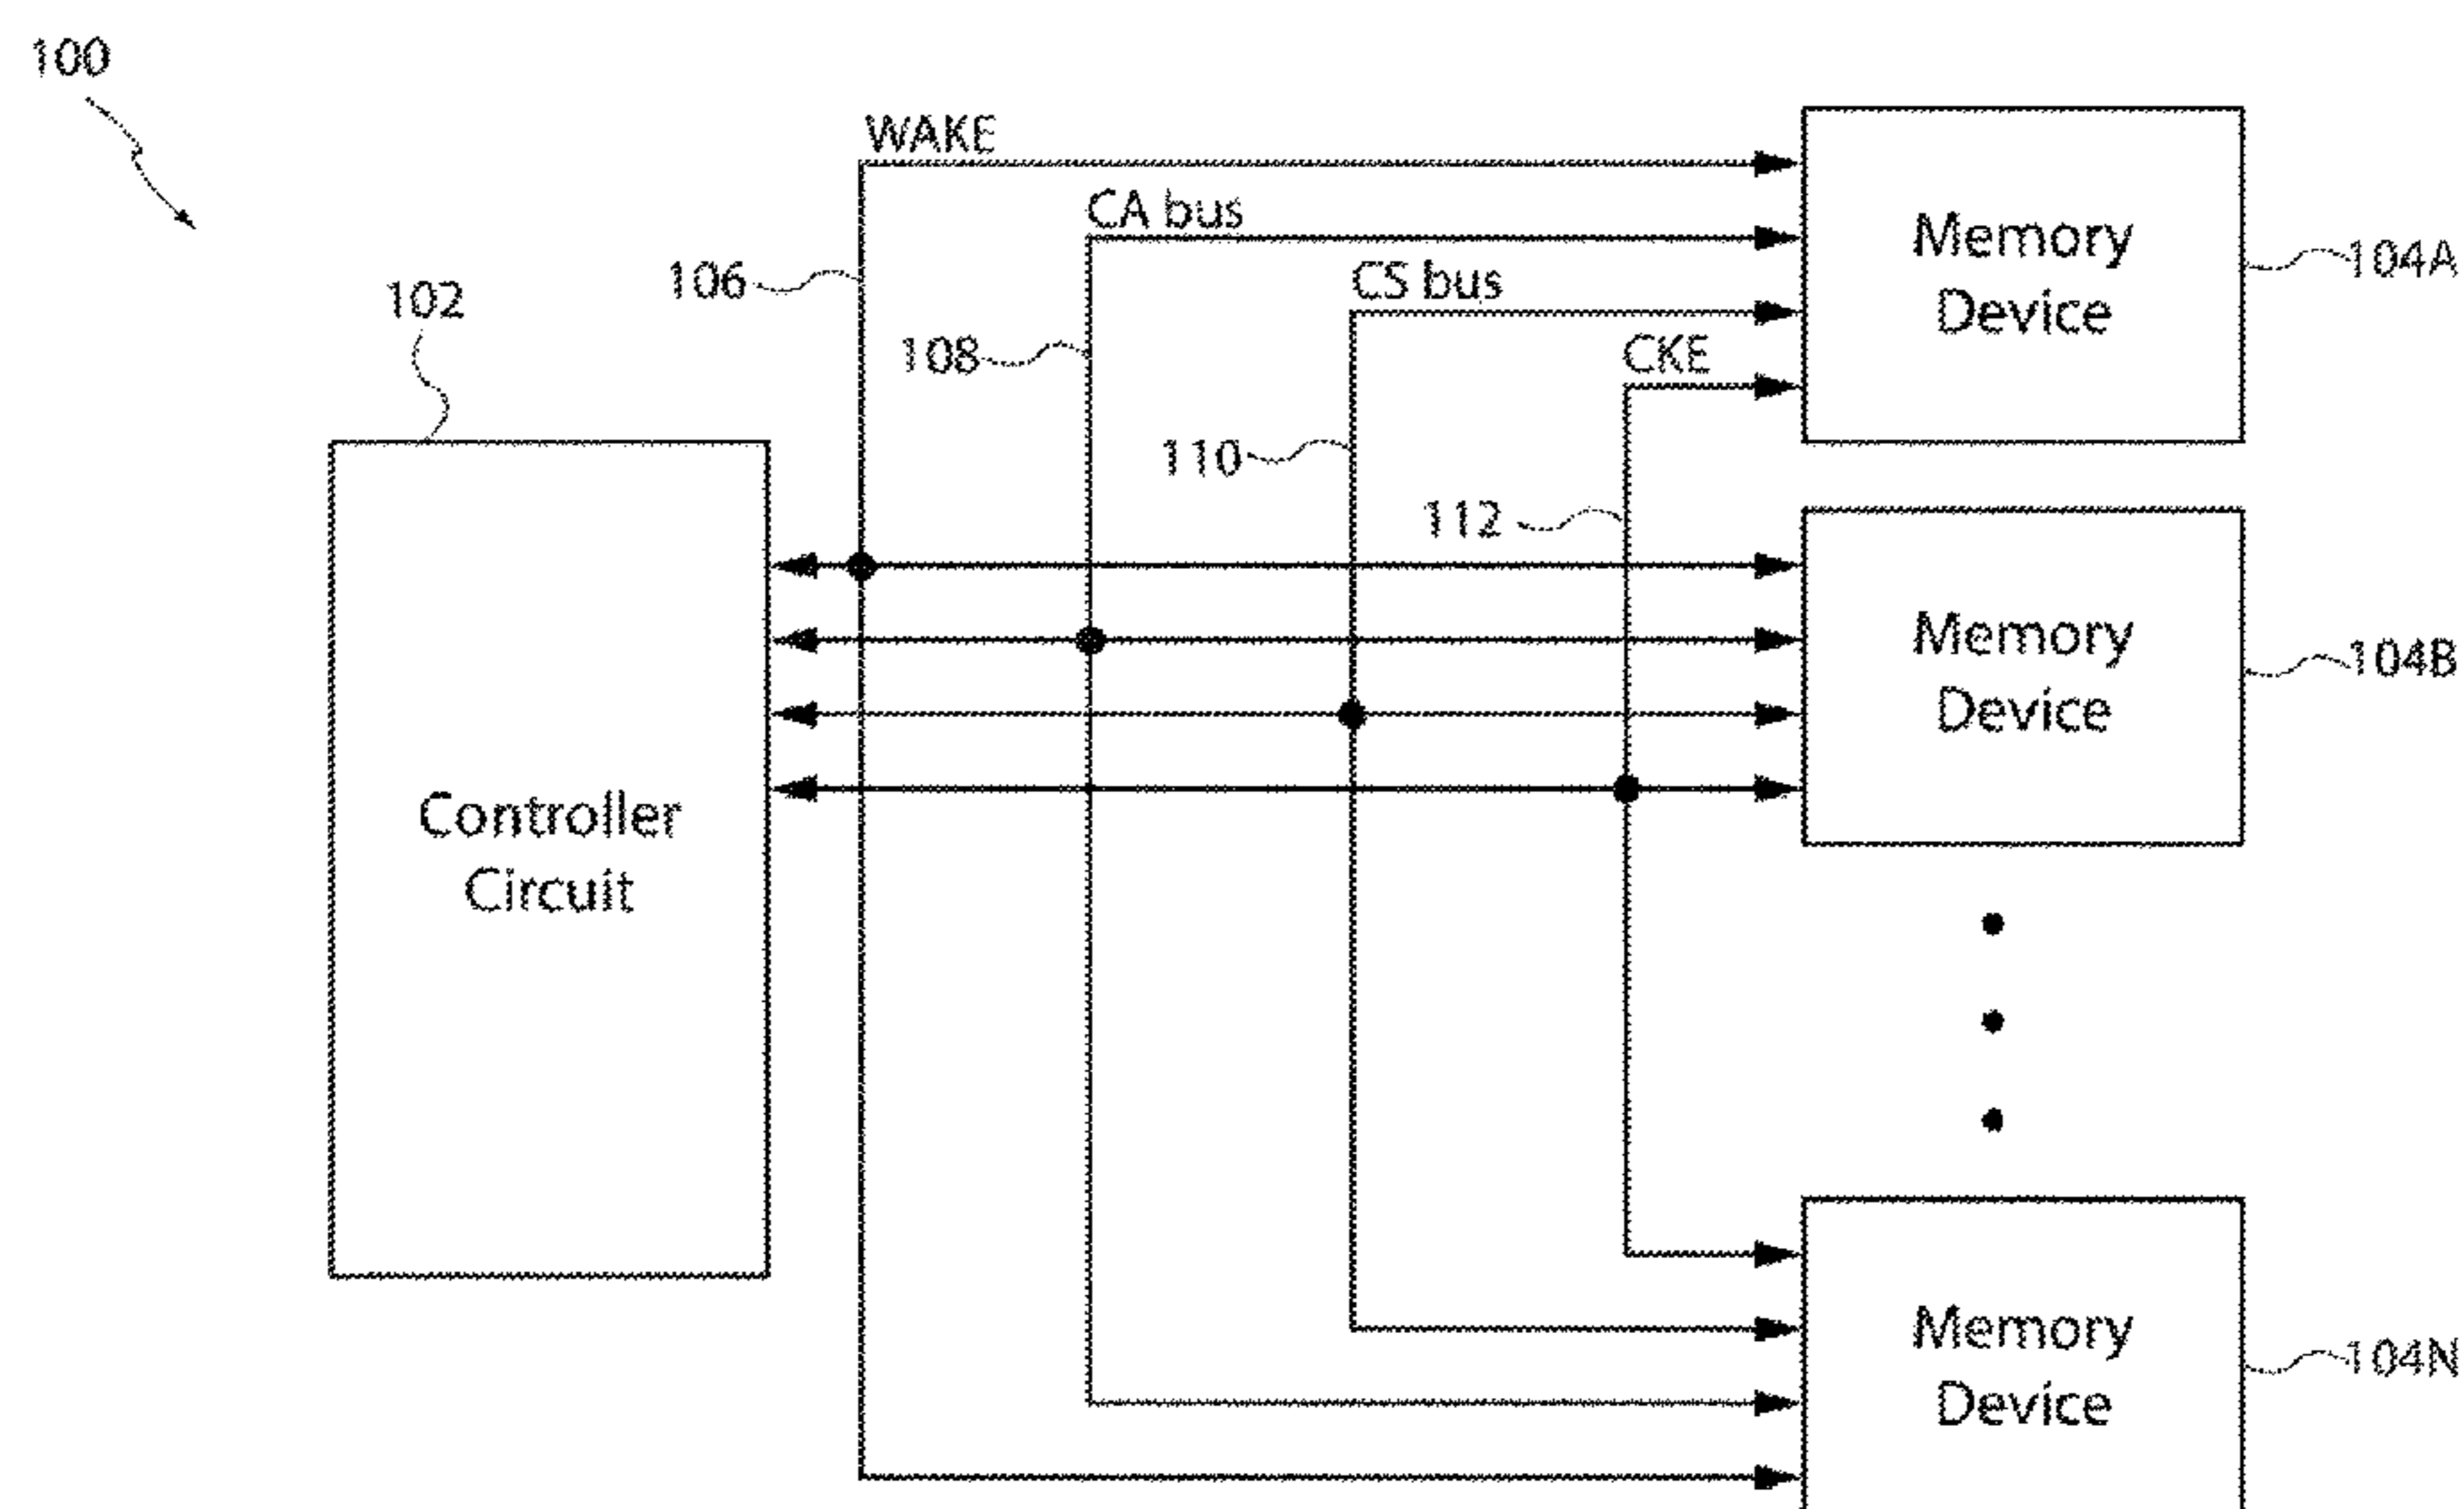 100
WAKE
CA bus
CS bus
CKE
106
108
110
112
102
Memory
Device
104A
Controller
Circuit
Memory
Device
104B
Memory
Device
104N